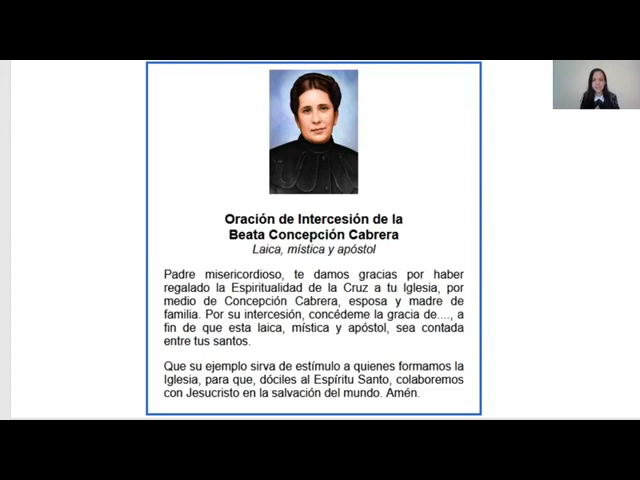 Oración de Intercesión de la
Beata Concepción Cabrera
Laica, mística y apóstol
Padre misericordioso, te damos gracias por haber
regalado la Espiritualidad de la Cruz a tu Iglesia, por
medio de Concepción Cabrera, esposa y madre de
familia. Por su intercesión, concédeme la gracia de...., a
fin de que esta laica, mística y apóstol, sea contada
entre tus santos.
Que su ejemplo sirva de estímulo a quienes formamos la
Iglesia, para que, dóciles al Espíritu Santo, colaboremos
con Jesucristo en la salvación del mundo. Amén.